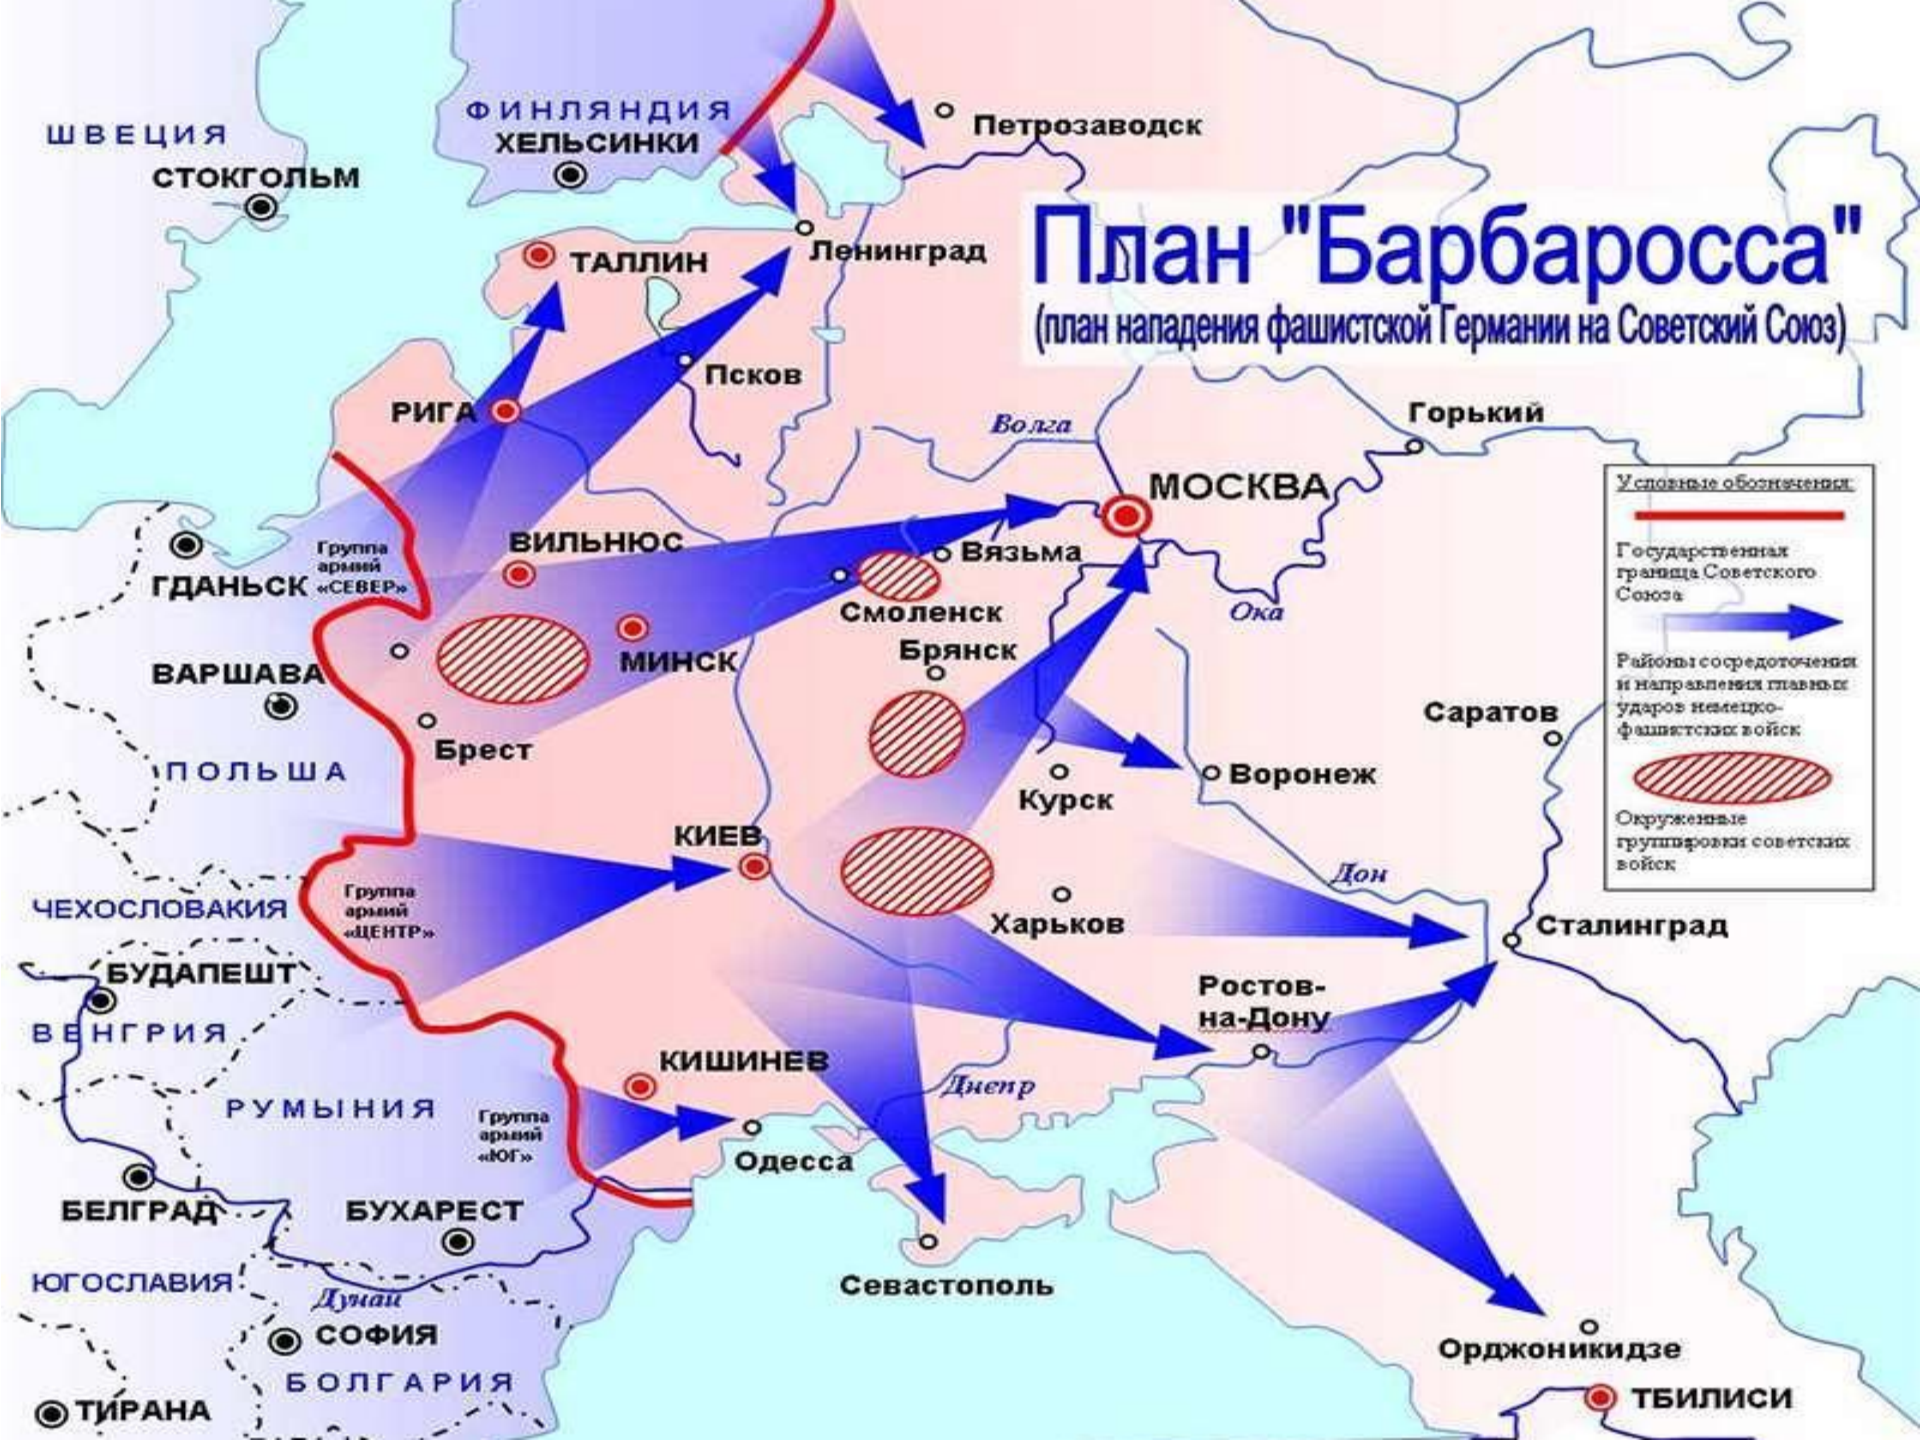 ШВЕЦИЯ
СТОКГОЛЬМ
ФИНЛЯНДИЯ
ХЕЛЬСИНКИ
Петрозаводск
План "Барбаросса"
(план нападения фашистской Германии на Советский Союз)
Ленинград
ТАЛЛИН
Псков
РИГА
Волга
Горький
МОСКВА
Условные обозначения:
Государственная
граница Советского
Союза
Районы сосредоточения
и направления главных
ударов немецко-
фашистских войск
Окруженные
группировки советских
войск
Группа
армий
«СЕВЕР»
ГДАНЬСК
ВИЛЬНЮС
Вязьма
Смоленск
Ока
МИНСК
Брянск
ВАРШАВА
Брест
ПОЛЬША
Саратов
Воронеж
Курск
КИЕВ
Дон
Группа
армий
«ЦЕНТР»
ЧЕХОСЛОВАКИЯ
Харьков
Сталинград
БУДАПЕШТ
ВЕНГРИЯ
Ростов-
на-Дону
КИШИНЕВ
Днепр
РУМЫНИЯ
Группа
армий
«ЮГ»
Одесса
БЕЛГРАД
БУХАРЕСТ
ЮГОСЛАВИЯ
Дунай
Севастополь
СОФИЯ
БОЛГАРИЯ
Орджоникидзе
ТБИЛИСИ
ТИРАНА